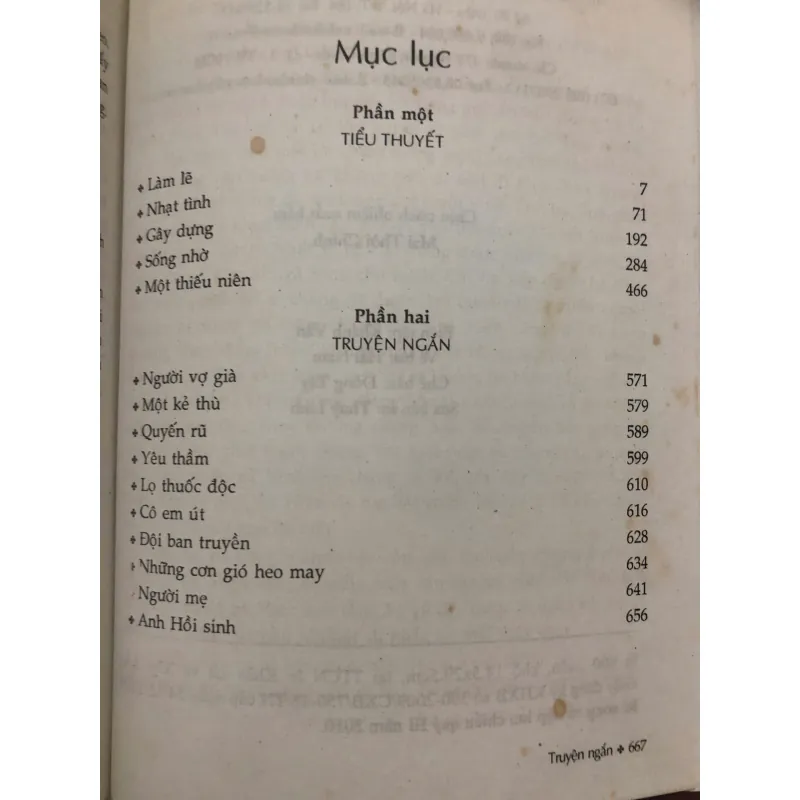 Mục lục
Phần một
TIỂU THUYẾT
Làm lẽ 7
Nhạt tình 71
Gây dựng 192
Sống nhờ 284
Một thiếu niên 466
Phần hai
TRUYỆN NGẮN
Người vợ già 571
Một kẻ thù 579
Quyến rũ 589
Yêu thầm 599
Lọ thuốc độc 610
Cô em út 616
Đội ban truyền 628
Những cơn gió heo may 634
Người mẹ 641
Anh Hồi sinh 656
Truyện ngắn 667